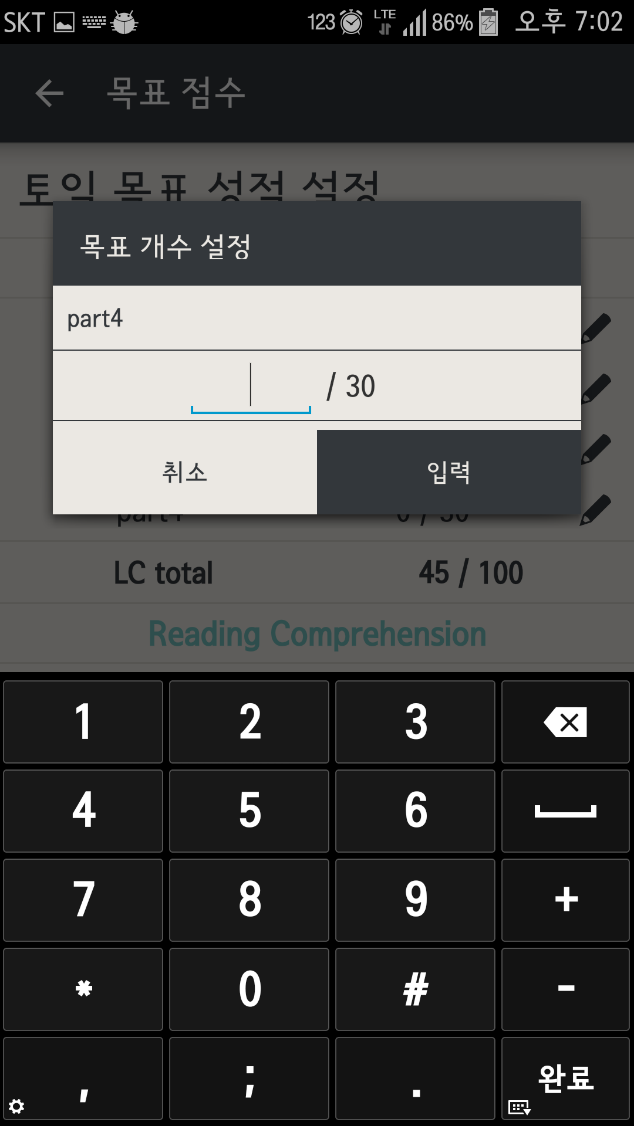 SKT 123 LTE 86% 오후 7:02
목표 점수
토익 목표 성적 설정
목표 개수 설정
part4
/ 30
취소 입력
part4 0 / 30
LC total 45 / 100
Reading Comprehension
1 2 3
4 5 6
7 8 9 +
* 0 # -
, ; . 완료